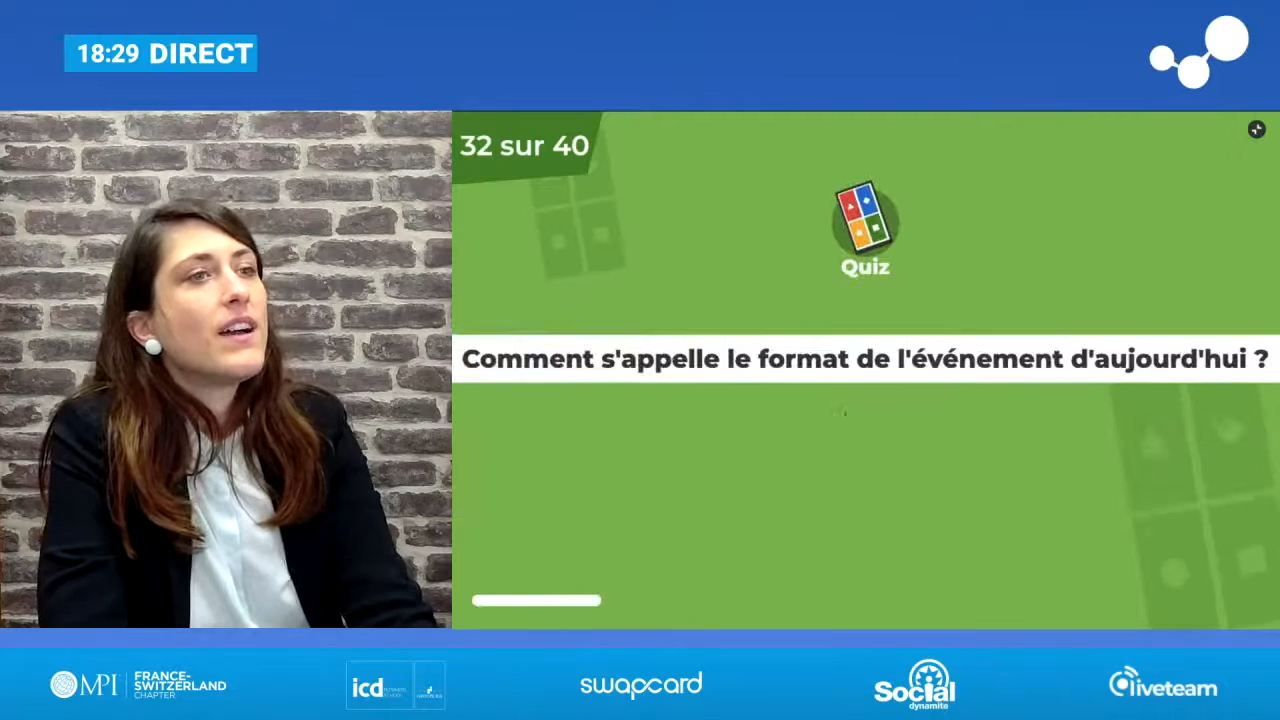 18:29 DIRECT
32 sur 40
Quiz
Comment s'appelle le format de l'événement d'aujourd'hui ?
MPI
FRANCE-
SWITZERLAND
CHAPTER
icd
swapcard
Social
dynamite
liveteam